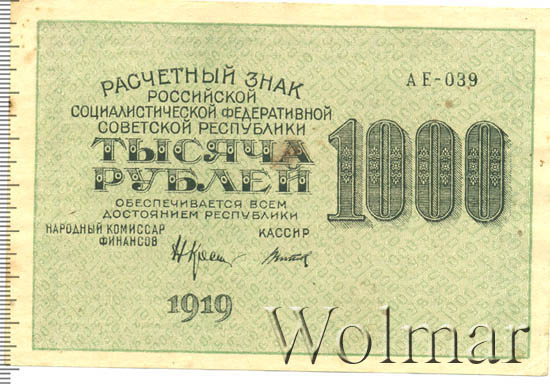 РАСЧЕТНЫЙ ЗНАК
АЕ-039
РОССИЙСКОЙ
СОЦИАЛИСТИЧЕСКОЙ ФЕДЕРАТИВНОЙ
СОВЕТСКОЙ РЕСПУБЛИКИ
ТЫСЯЧА
РУБЛЕЙ
1000
ОБЕСПЕЧИВАЕТСЯ ВСЕМ
ДОСТОЯНИЕМ РЕСПУБЛИКИ
НАРОДНЫЙ КОМИССАР
ФИНАНСОВ
КАССИР
1919
Wolmar